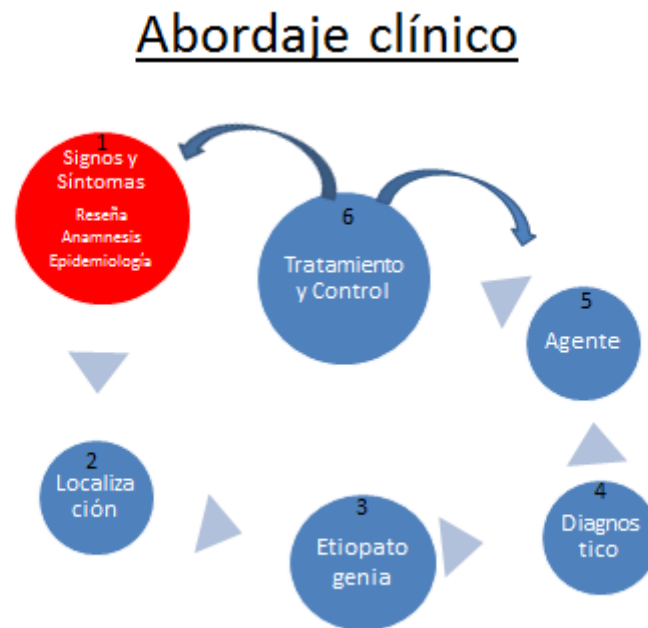 Abordaje clínico
1
Signos y
Síntomas
Reseña
Anamnesis
Epidemiología
2
Localiza
ción
3
Etiopato
genia
4
Diagnos
tico
5
Agente
6
Tratamiento
y Control